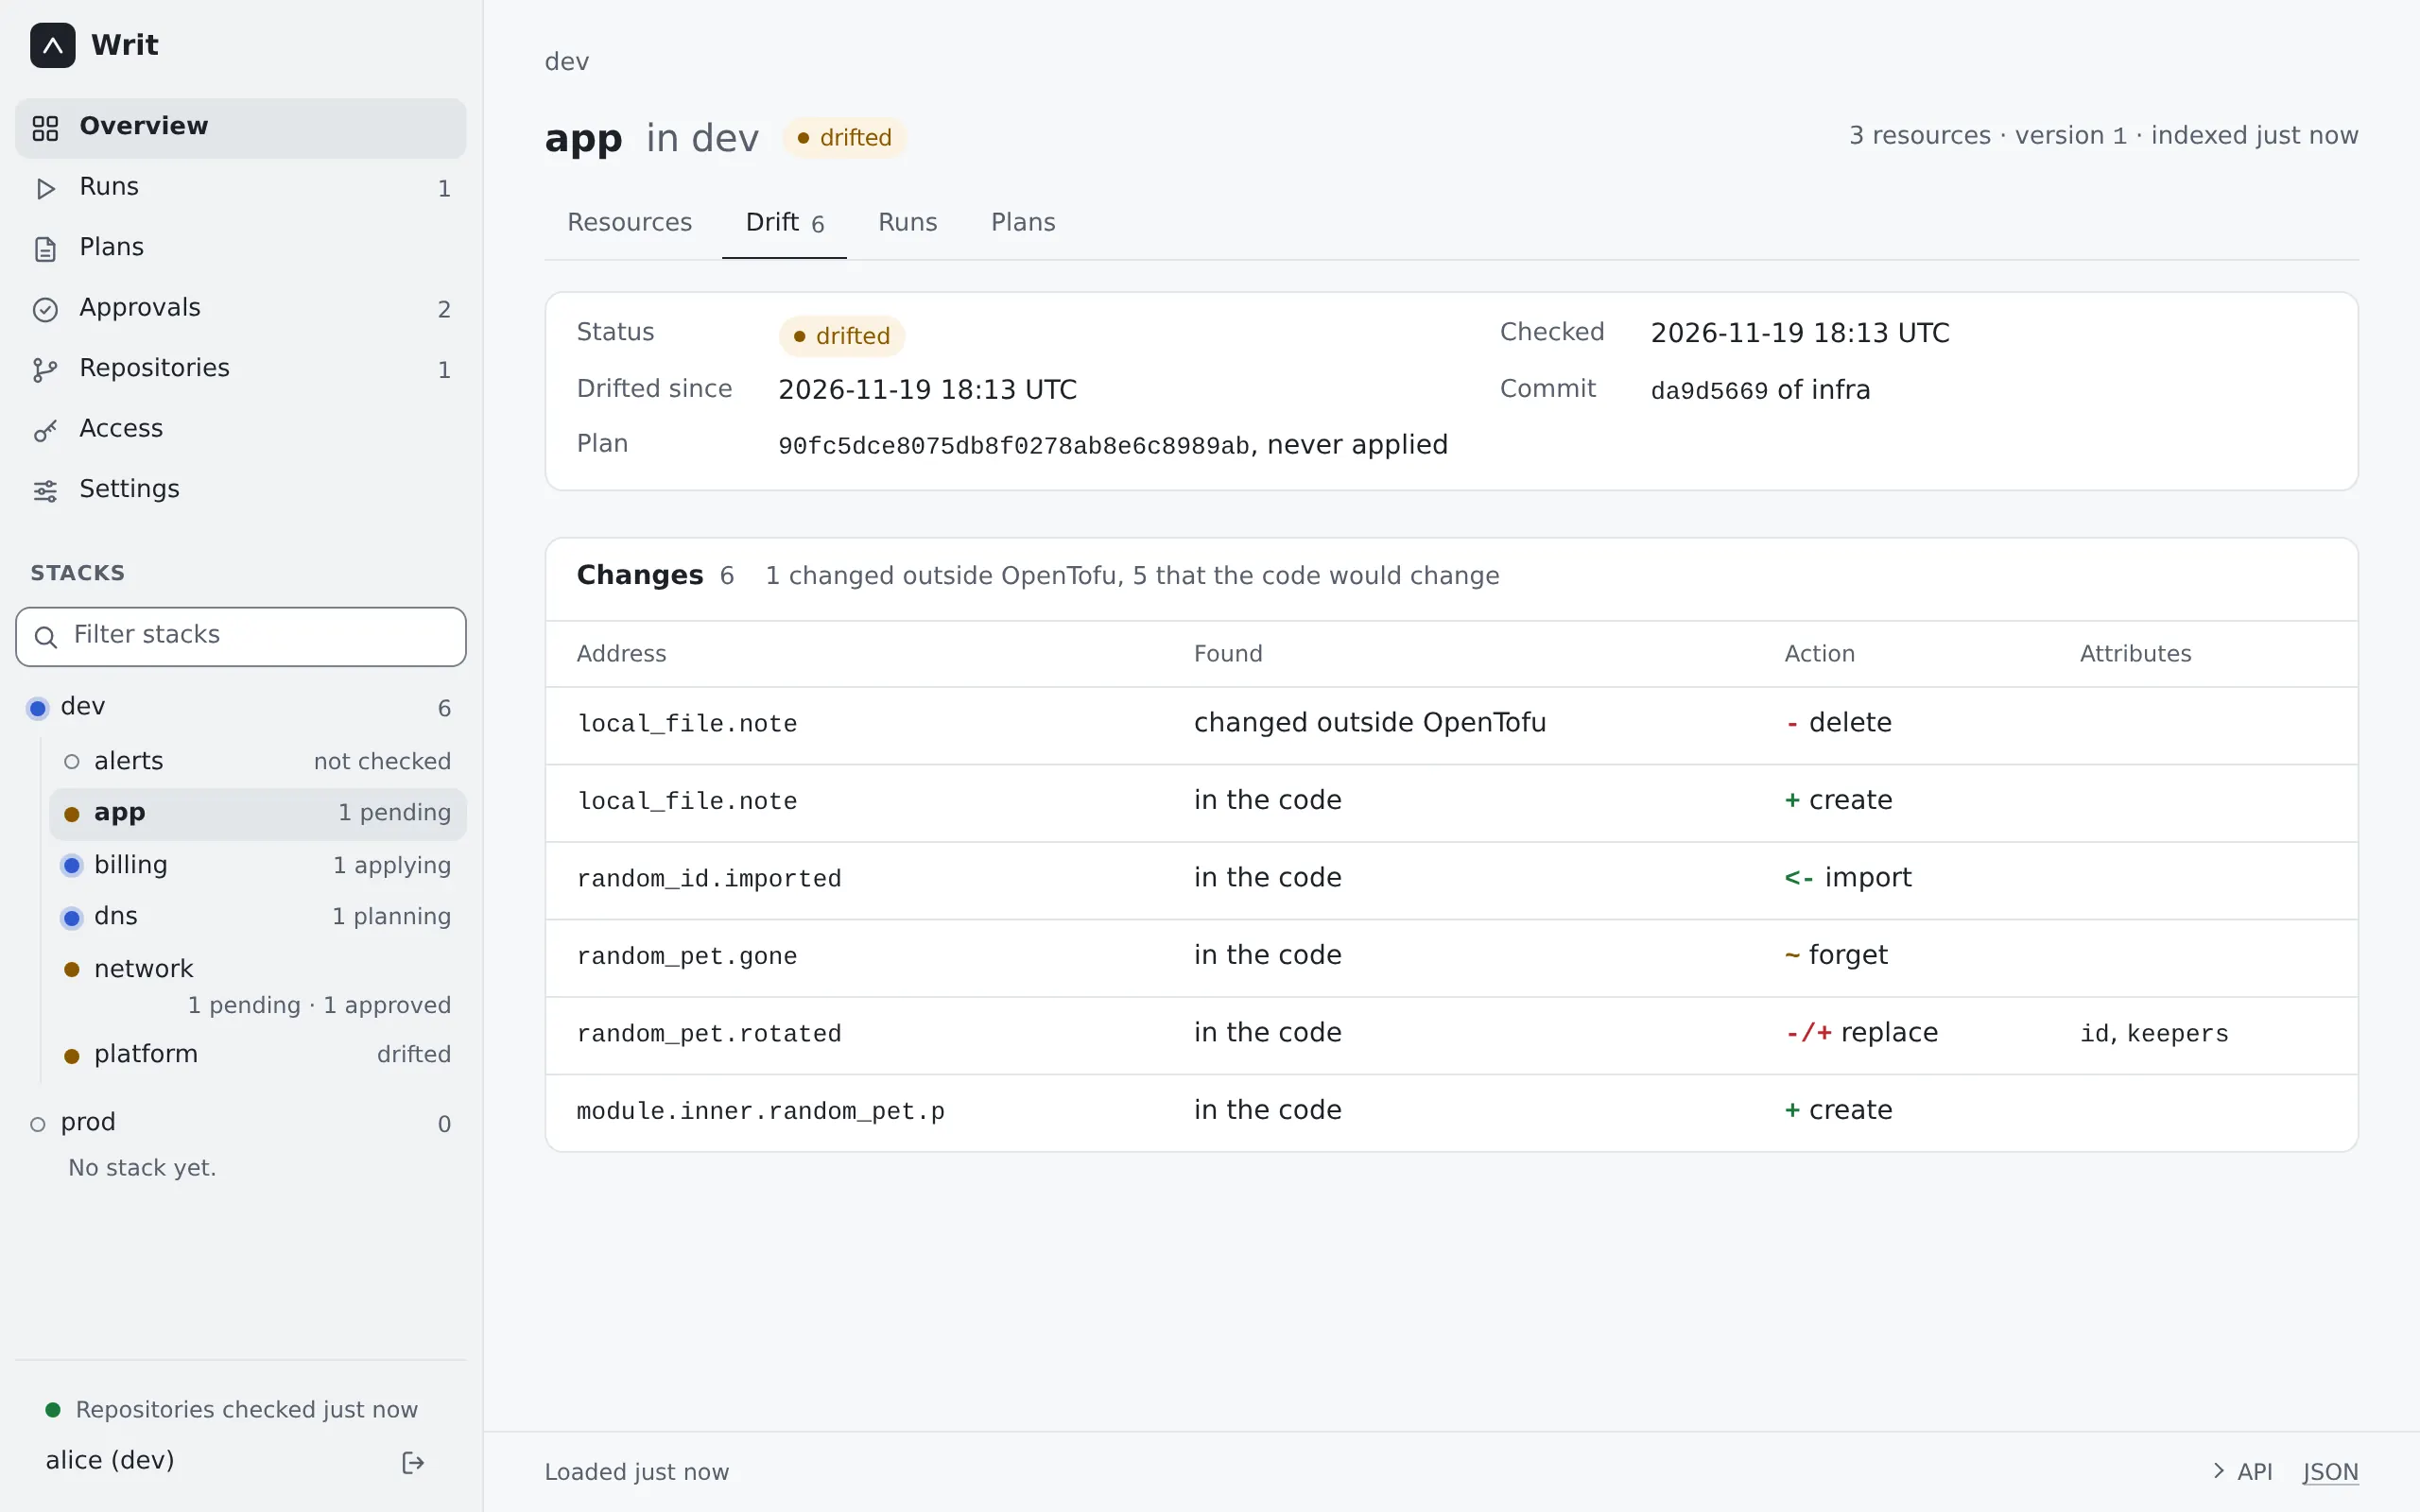 Writ
Overview
Runs 1
Plans
Approvals 2
Repositories 1
Access
Settings
STACKS
Filter stacks
dev 6
alerts not checked
app 1 pending
billing 1 applying
dns 1 planning
network
1 pending · 1 approved
platform drifted
prod 0
No stack yet.
Repositories checked just now
alice (dev)
dev
app in dev drifted
3 resources · version 1 · indexed just now
Resources Drift 6 Runs Plans
Status drifted Checked 2026-11-19 18:13 UTC
Drifted since 2026-11-19 18:13 UTC Commit da9d5669 of infra
Plan 90fc5dce8075db8f0278ab8e6c8989ab, never applied
Changes 6 1 changed outside OpenTofu, 5 that the code would change
Address Found Action Attributes
local_file.note changed outside OpenTofu - delete
local_file.note in the code + create
random_id.imported in the code <- import
random_pet.gone in the code ~ forget
random_pet.rotated in the code -/+ replace id, keepers
module.inner.random_pet.p in the code + create
Loaded just now API JSON